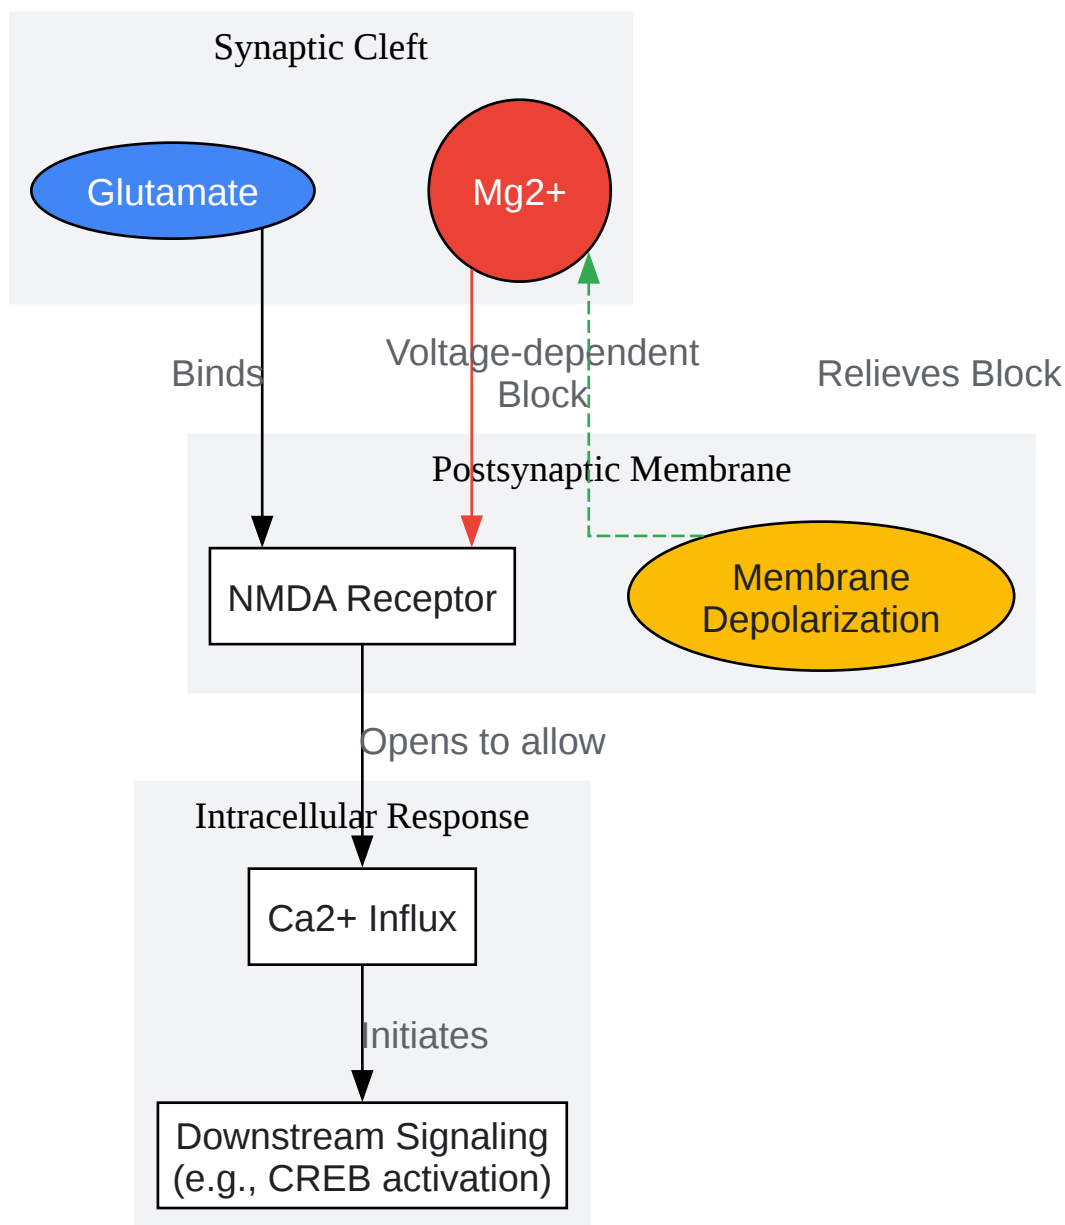 Synaptic Cleft
Glutamate
Mg2+
Binds
Voltage-dependent
Block
Relieves Block
Postsynaptic Membrane
NMDA Receptor
Membrane
Depolarization
Opens to allow
Intracellular Response
Ca2+ Influx
Initiates
Downstream Signaling
(e.g., CREB activation)